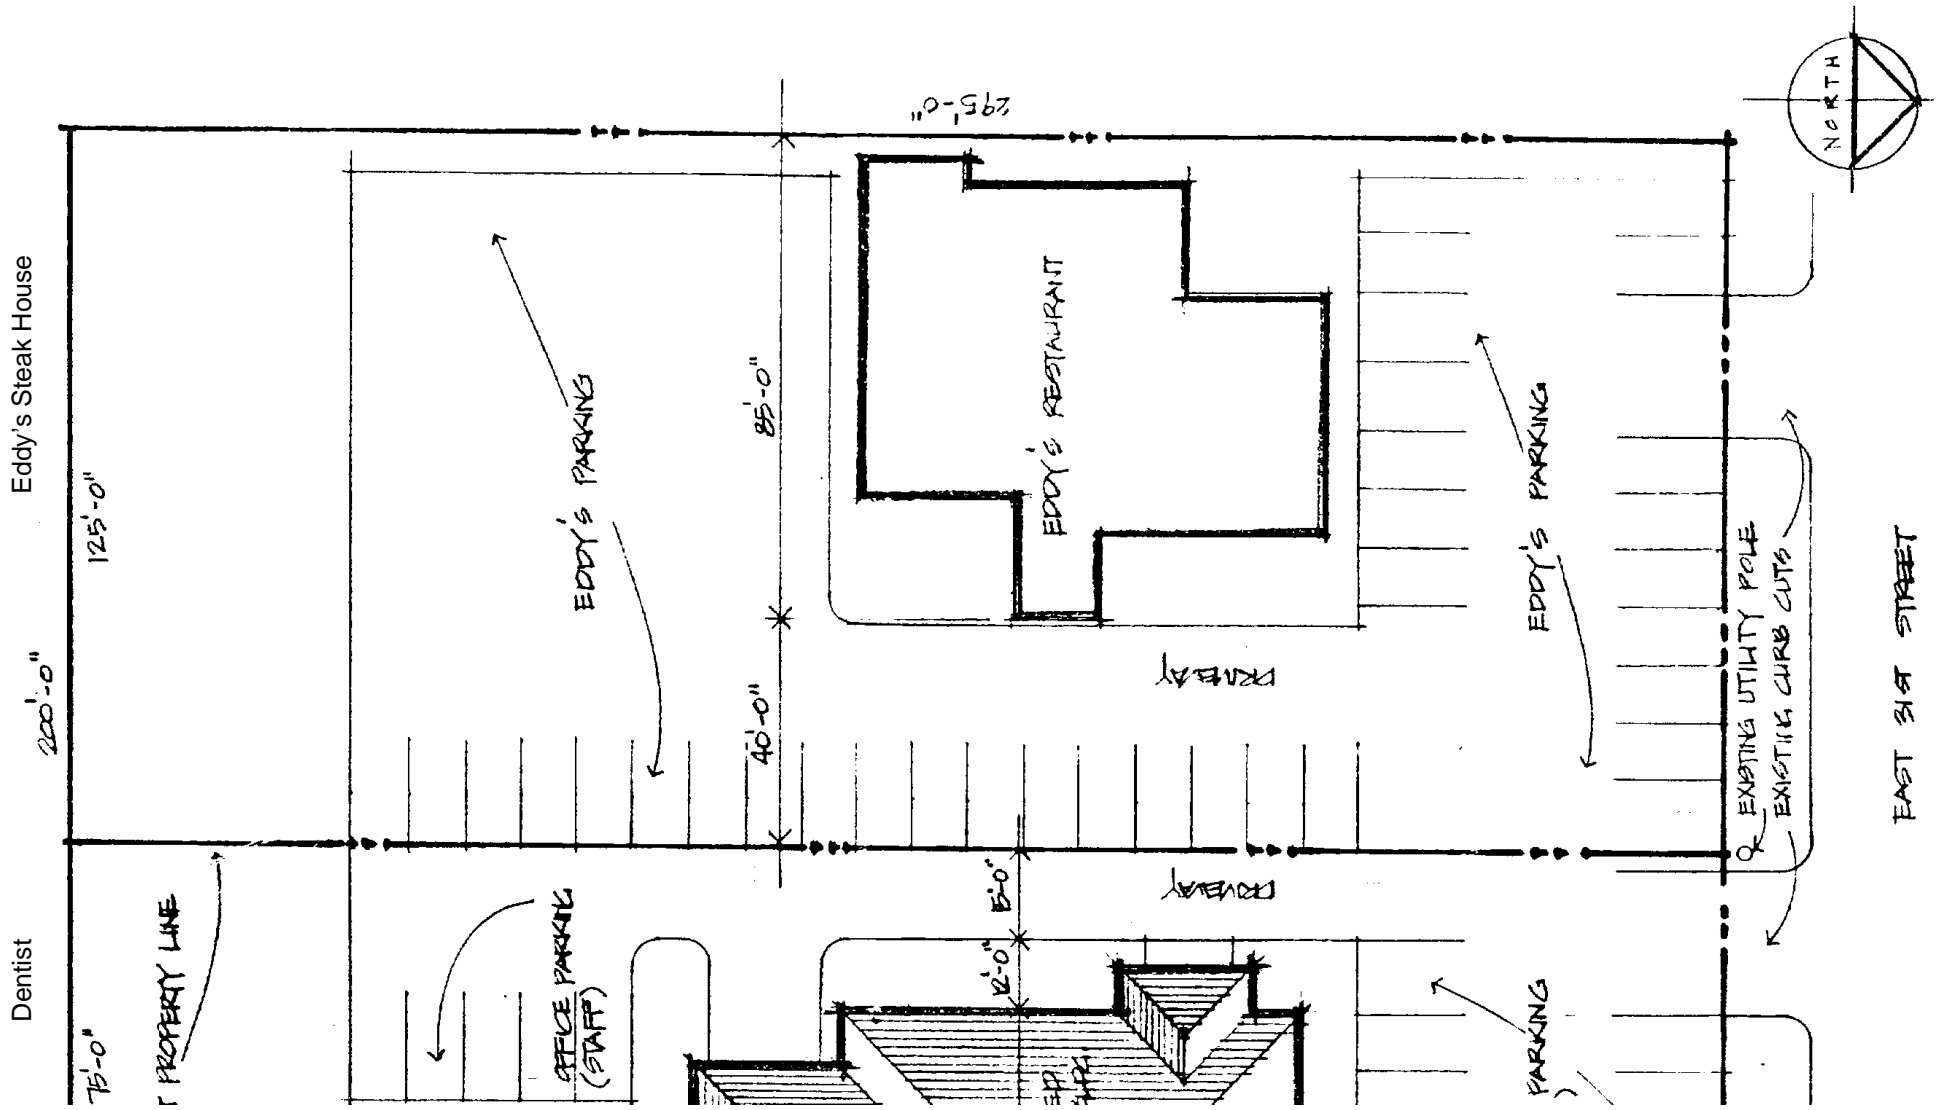 NORTH
295'-0"
Eddy's Steak House
125'-0"
200'-0"
EDDY'S PARKING
85'-0"
40'-0"
EDDY'S RESTAURANT
DRIVEWAY
EDDY'S PARKING
EXISTING UTILITY POLE
EXISTING CURB CUTS
EAST 31ST STREET
Dentist
75'-0"
PROPERTY LINE
OFFICE PARKING
(STAFF)
15'-0"
12'-0"
DRIVEWAY
PARKING